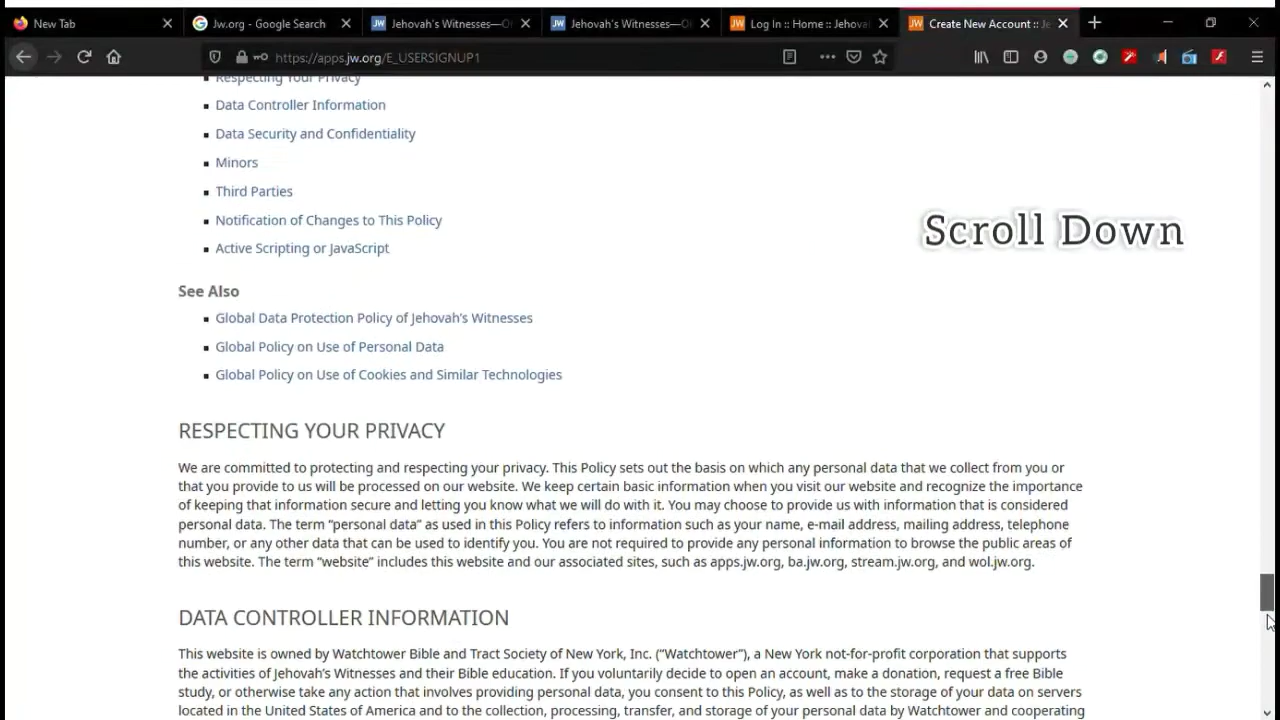 New Tab
Jw.org - Google Search
Jehovah's Witnesses—O
Jehovah's Witnesses—O
Log In :: Home :: Jehova
Create New Account :: Je
https://apps.jw.org/E_USERSIGNUP1
Respecting Your Privacy
Data Controller Information
Data Security and Confidentiality
Minors
Third Parties
Notification of Changes to This Policy
Active Scripting or JavaScript
Scroll Down
See Also
Global Data Protection Policy of Jehovah's Witnesses
Global Policy on Use of Personal Data
Global Policy on Use of Cookies and Similar Technologies
RESPECTING YOUR PRIVACY
We are committed to protecting and respecting your privacy. This Policy sets out the basis on which any personal data that we collect from you or
that you provide to us will be processed on our website. We keep certain basic information when you visit our website and recognize the importance
of keeping that information secure and letting you know what we will do with it. You may choose to provide us with information that is considered
personal data. The term “personal data” as used in this Policy refers to information such as your name, e-mail address, mailing address, telephone
number, or any other data that can be used to identify you. You are not required to provide any personal information to browse the public areas of
this website. The term “website” includes this website and our associated sites, such as apps.jw.org, ba.jw.org, stream.jw.org, and wol.jw.org.
DATA CONTROLLER INFORMATION
This website is owned by Watchtower Bible and Tract Society of New York, Inc. (“Watchtower”), a New York not-for-profit corporation that supports
the activities of Jehovah's Witnesses and their Bible education. If you voluntarily decide to open an account, make a donation, request a free Bible
study, or otherwise take any action that involves providing personal data, you consent to this Policy, as well as to the storage of your data on servers
located in the United States of America and to the collection, processing, transfer, and storage of your personal data by Watchtower and cooperating